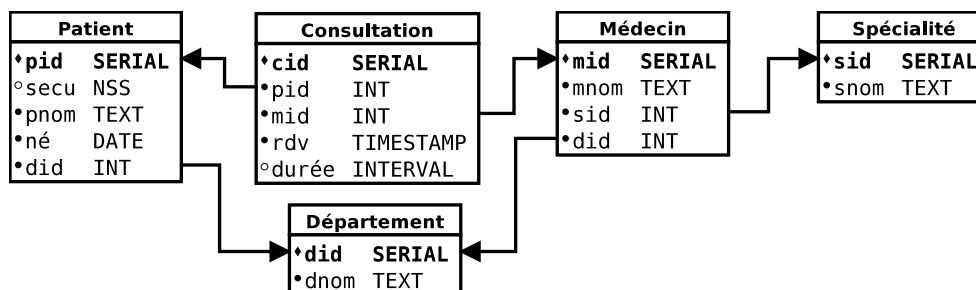 Patient
♦pid SERIAL
○secu NSS
•pnom TEXT
•né DATE
•did INT
Consultation
♦cid SERIAL
•pid INT
•mid INT
•rdv TIMESTAMP
○durée INTERVAL
Médecin
♦mid SERIAL
•mnom TEXT
•sid INT
•did INT
Spécialité
♦sid SERIAL
•snom TEXT
Département
♦did SERIAL
•dnom TEXT